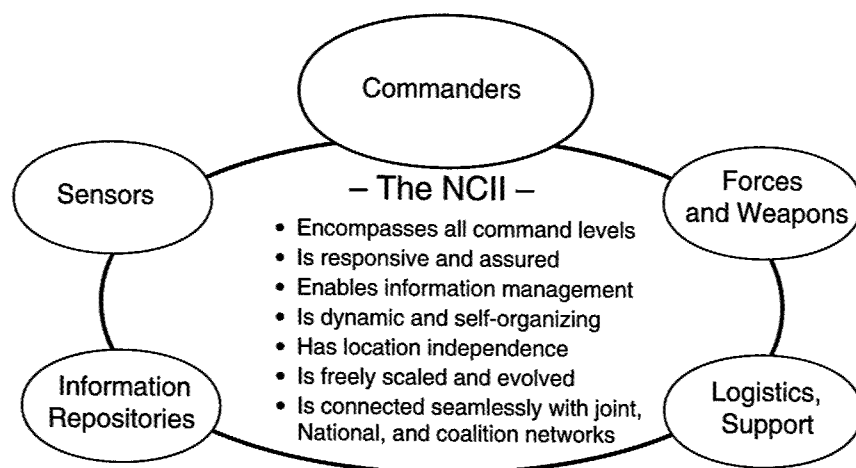 Commanders
Sensors
Forces
and Weapons
– The NCII –
• Encompasses all command levels
• Is responsive and assured
• Enables information management
• Is dynamic and self-organizing
• Has location independence
• Is freely scaled and evolved
• Is connected seamlessly with joint,
National, and coalition networks
Information
Repositories
Logistics,
Support